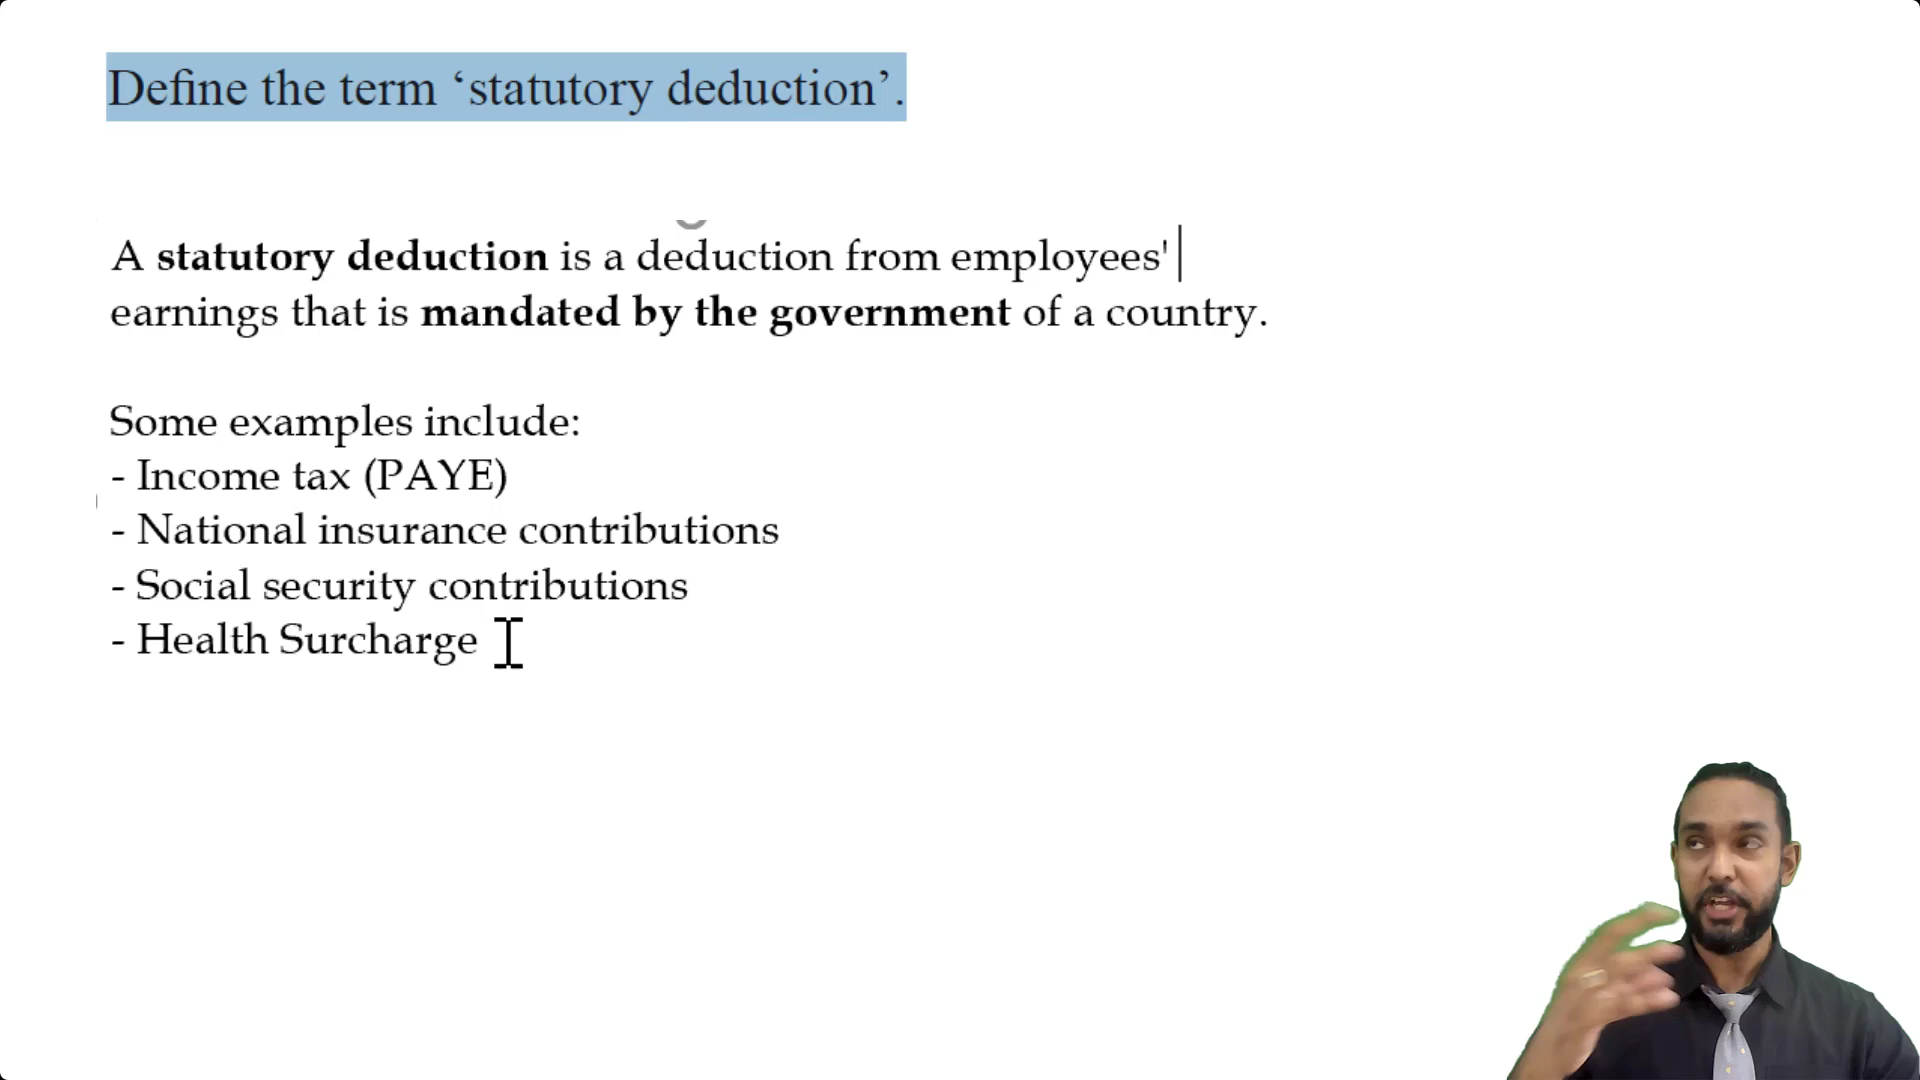 Define the term ‘statutory deduction’.
A statutory deduction is a deduction from employees'
earnings that is mandated by the government of a country.
Some examples include:
- Income tax (PAYE)
- National insurance contributions
- Social security contributions
- Health Surcharge